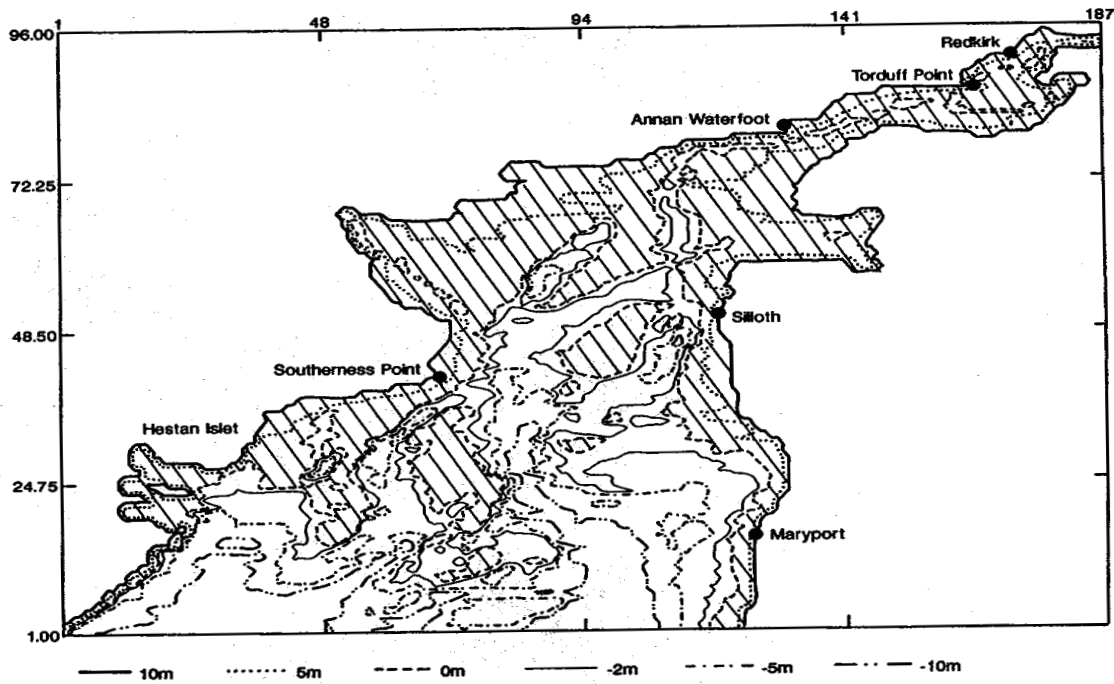 1 48 94 141 187
96.00
Redkirk
Torduff Point
Annan Waterfoot
72.25
48.50
Silloth
Southerness Point
Hestan Islet
24.75
Maryport
1.00
10m 5m 0m -2m -5m -10m